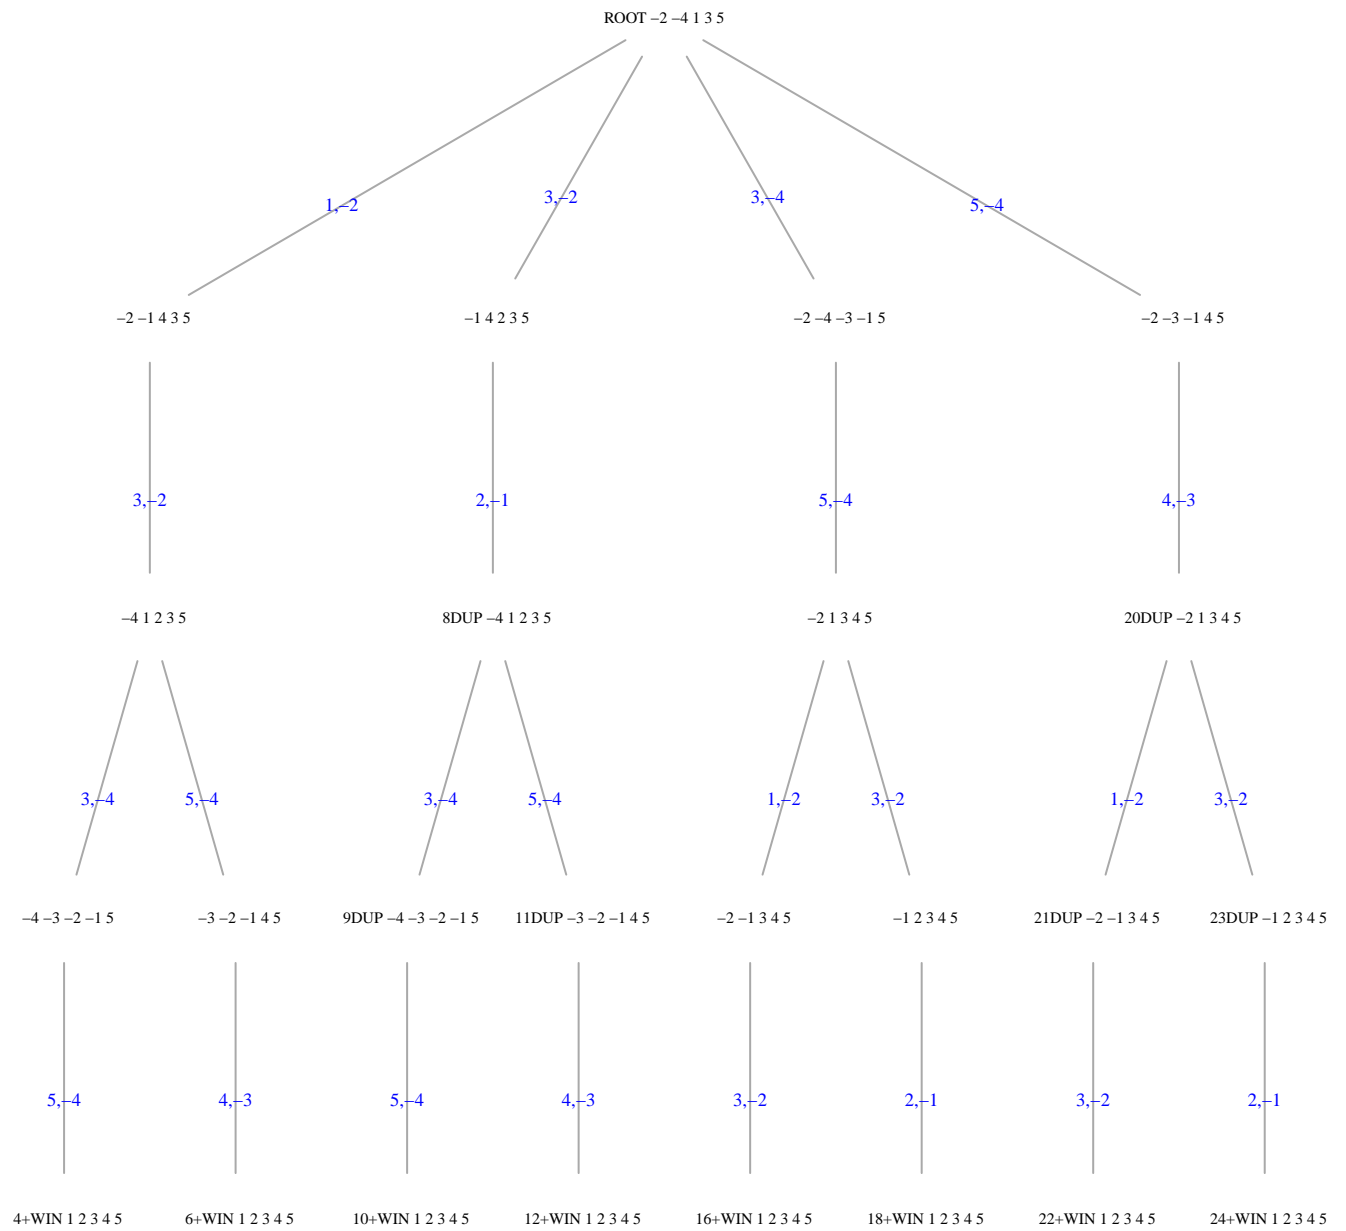 ROOT −2 −4 1 3 5
1,−2
3,−2
3,−4
5,−4
−2 −1 4 3 5
−1 4 2 3 5
−2 −4 −3 −1 5
−2 −3 −1 4 5
3,−2
2,−1
5,−4
4,−3
−4 1 2 3 5
8DUP −4 1 2 3 5
−2 1 3 4 5
20DUP −2 1 3 4 5
3,−4
5,−4
3,−4
5,−4
1,−2
3,−2
1,−2
3,−2
−4 −3 −2 −1 5
−3 −2 −1 4 5
9DUP −4 −3 −2 −1 5
11DUP −3 −2 −1 4 5
−2 −1 3 4 5
−1 2 3 4 5
21DUP −2 −1 3 4 5
23DUP −1 2 3 4 5
5,−4
4,−3
5,−4
4,−3
3,−2
2,−1
3,−2
2,−1
4+WIN 1 2 3 4 5
6+WIN 1 2 3 4 5
10+WIN 1 2 3 4 5
12+WIN 1 2 3 4 5
16+WIN 1 2 3 4 5
18+WIN 1 2 3 4 5
22+WIN 1 2 3 4 5
24+WIN 1 2 3 4 5